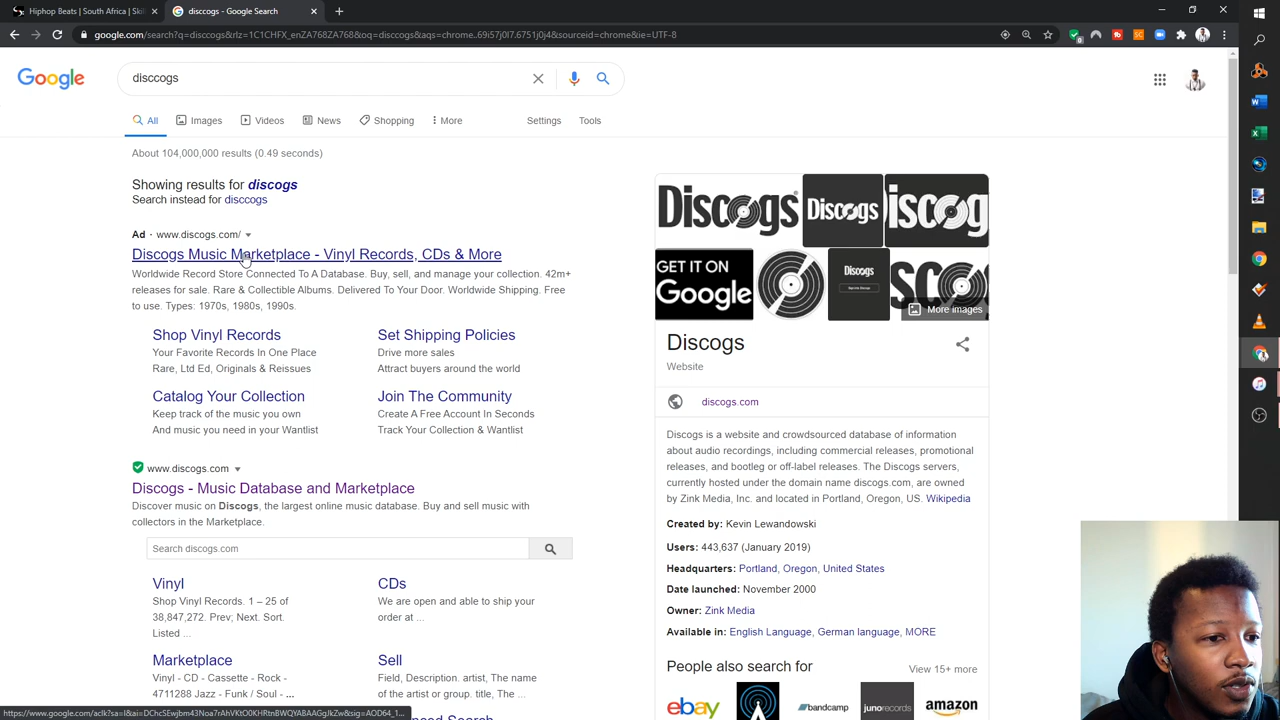 Hiphop Beats | South Africa | Skil
discogs - Google Search
google.com/search?q=disccogs&rlz=1C1CHFX_enZA768ZA768&oq=disccogs&aqs=chrome..69i57j0l7.6751j0j4&sourceid=chrome&ie=UTF-8
Google
disccogs
All
Images
Videos
News
Shopping
More
Settings
Tools
About 104,000,000 results (0.49 seconds)
Showing results for discogs
Search instead for disccogs
Ad · www.discogs.com/
Discogs Music Marketplace - Vinyl Records, CDs & More
Worldwide Record Store Connected To A Database. Buy, sell, and manage your collection. 42m+
releases for sale. Rare & Collectible Albums. Delivered To Your Door. Worldwide Shipping. Free
to use. Types: 1970s, 1980s, 1990s.
Shop Vinyl Records
Your Favorite Records In One Place
Rare, Ltd Ed, Originals & Reissues
Set Shipping Policies
Drive more sales
Attract buyers around the world
Catalog Your Collection
Keep track of the music you own
And music you need in your Wantlist
Join The Community
Create A Free Account In Seconds
Track Your Collection & Wantlist
www.discogs.com
Discogs - Music Database and Marketplace
Discover music on Discogs, the largest online music database. Buy and sell music with
collectors in the Marketplace.
Search discogs.com
Vinyl
Shop Vinyl Records. 1 – 25 of
38,847,272. Prev; Next. Sort.
Listed ...
CDs
We are open and able to ship your
order at ...
Marketplace
Vinyl - CD - Cassette - Rock -
4711288 Jazz - Funk / Soul - ...
Sell
Field, Description. artist, The name
of the artist or group. title, The ...
Discogs
Discogs
Discog
GET IT ON
Google
Discogs
SCO
More images
Discogs
Website
discogs.com
Discogs is a website and crowdsourced database of information
about audio recordings, including commercial releases, promotional
releases, and bootleg or off-label releases. The Discogs servers,
currently hosted under the domain name discogs.com, are owned
by Zink Media, Inc. and located in Portland, Oregon, US. Wikipedia
Created by: Kevin Lewandowski
Users: 443,637 (January 2019)
Headquarters: Portland, Oregon, United States
Date launched: November 2000
Owner: Zink Media
Available in: English Language, German language, MORE
People also search for
View 15+ more
ebay
bandcamp
junorecords
amazon